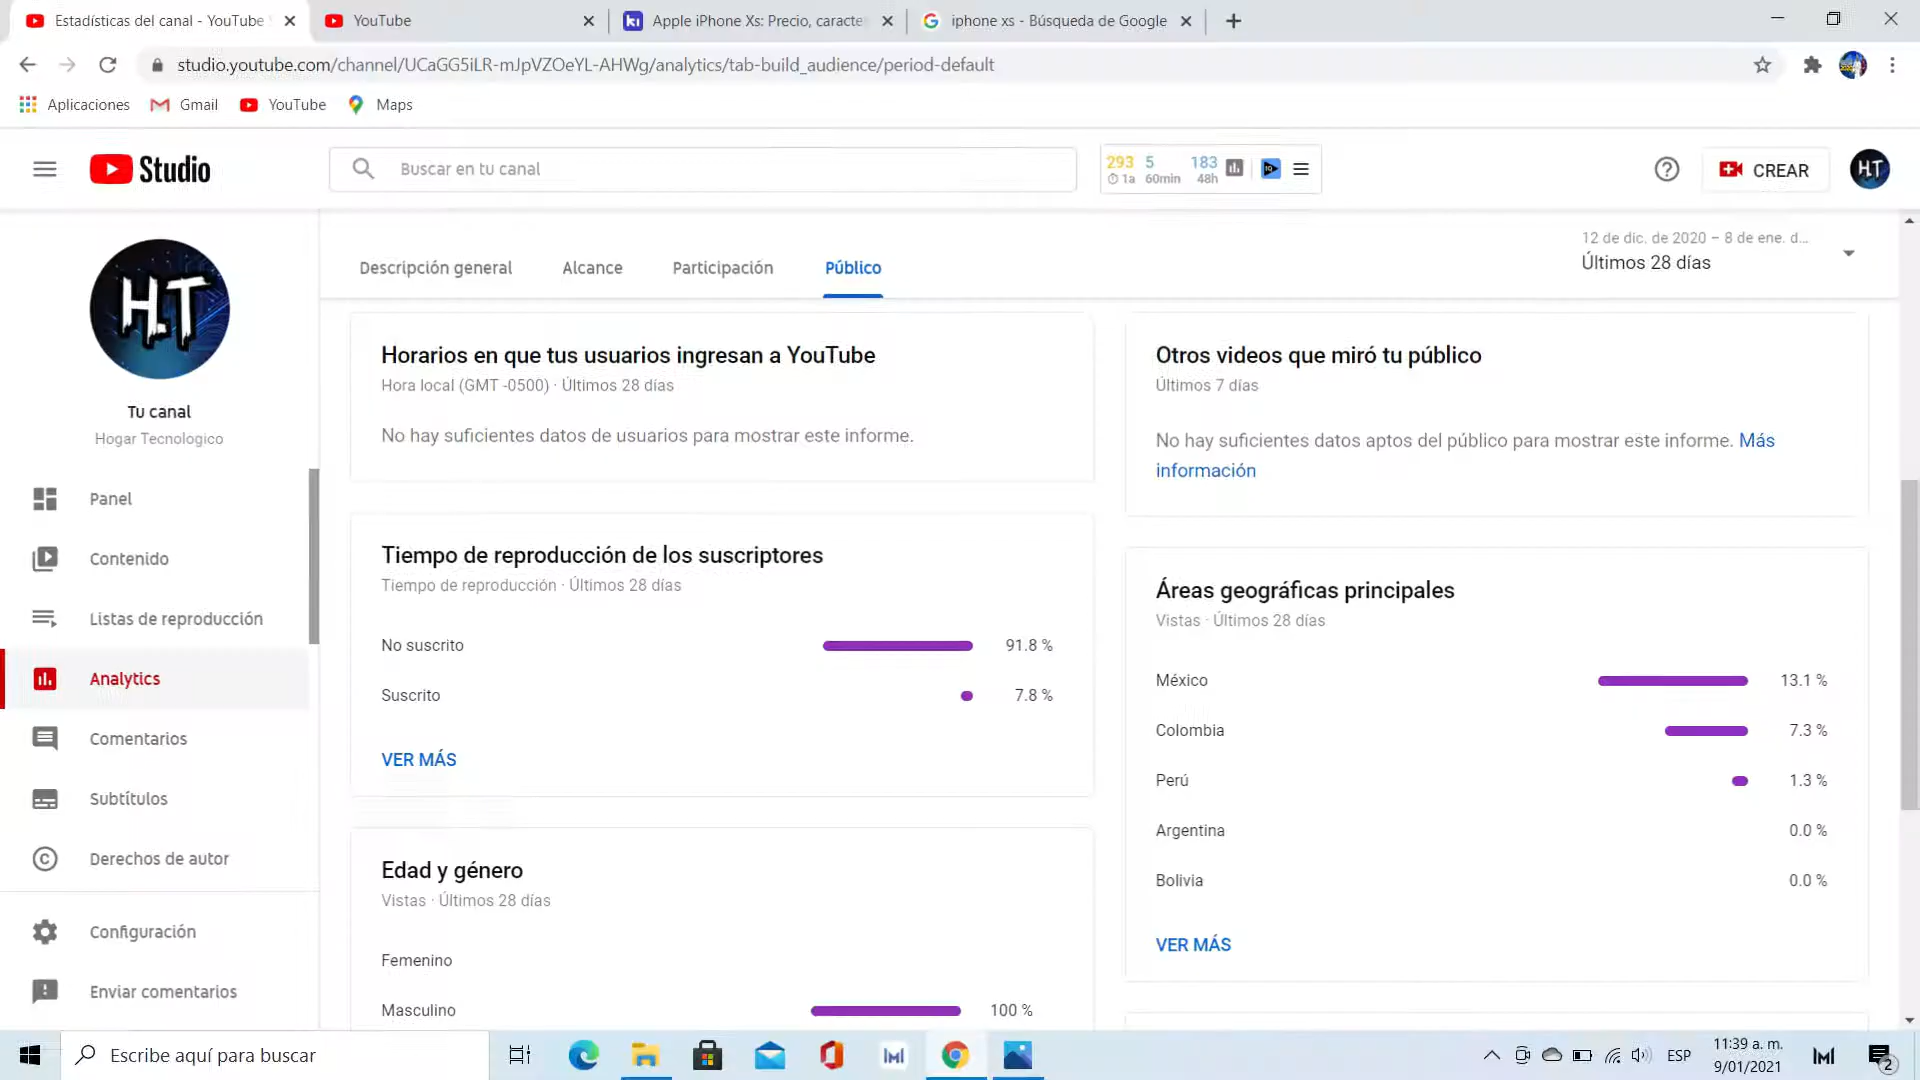 Estadísticas del canal - YouTube
YouTube
Apple iPhone Xs: Precio, caracte
iphone xs - Búsqueda de Google
studio.youtube.com/channel/UCaGG5iLR-mJpVZOeYL-AHWg/analytics/tab-build_audience/period-default
Aplicaciones
Gmail
YouTube
Maps
Studio
Buscar en tu canal
293 5 183
1a 60min 48h
CREAR
H.T
H.T
Tu canal
Hogar Tecnologico
Panel
Contenido
Listas de reproducción
Analytics
Comentarios
Subtítulos
Derechos de autor
Configuración
Enviar comentarios
Descripción general
Alcance
Participación
Público
12 de dic. de 2020 – 8 de ene. d...
Últimos 28 días
Horarios en que tus usuarios ingresan a YouTube
Hora local (GMT -0500) · Últimos 28 días
No hay suficientes datos de usuarios para mostrar este informe.
Tiempo de reproducción de los suscriptores
Tiempo de reproducción · Últimos 28 días
No suscrito 91.8 %
Suscrito 7.8 %
VER MÁS
Edad y género
Vistas · Últimos 28 días
Femenino
Masculino 100 %
Otros videos que miró tu público
Últimos 7 días
No hay suficientes datos aptos del público para mostrar este informe. Más
información
Áreas geográficas principales
Vistas · Últimos 28 días
México 13.1 %
Colombia 7.3 %
Perú 1.3 %
Argentina 0.0 %
Bolivia 0.0 %
VER MÁS
Escribe aquí para buscar
ESP
11:39 a. m.
9/01/2021
2